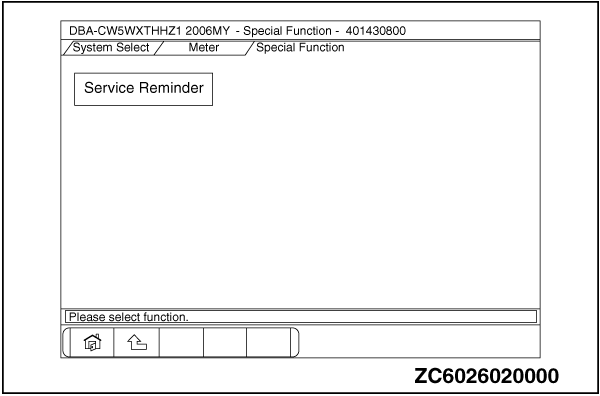 DBA-CW5WXTHHZ1 2006MY - Special Function - 401430800
System Select / Meter / Special Function
Service Reminder
Please select function.
ZC6026020000